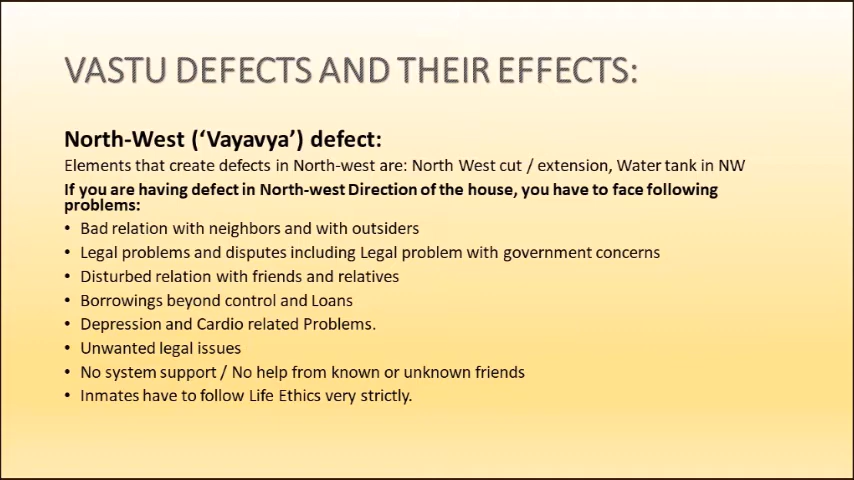 VASTU DEFECTS AND THEIR EFFECTS:
North-West (‘Vayavya’) defect:
Elements that create defects in North-west are: North West cut / extension, Water tank in NW
If you are having defect in North-west Direction of the house, you have to face following
problems:
• Bad relation with neighbors and with outsiders
• Legal problems and disputes including Legal problem with government concerns
• Disturbed relation with friends and relatives
• Borrowings beyond control and Loans
• Depression and Cardio related Problems.
• Unwanted legal issues
• No system support / No help from known or unknown friends
• Inmates have to follow Life Ethics very strictly.